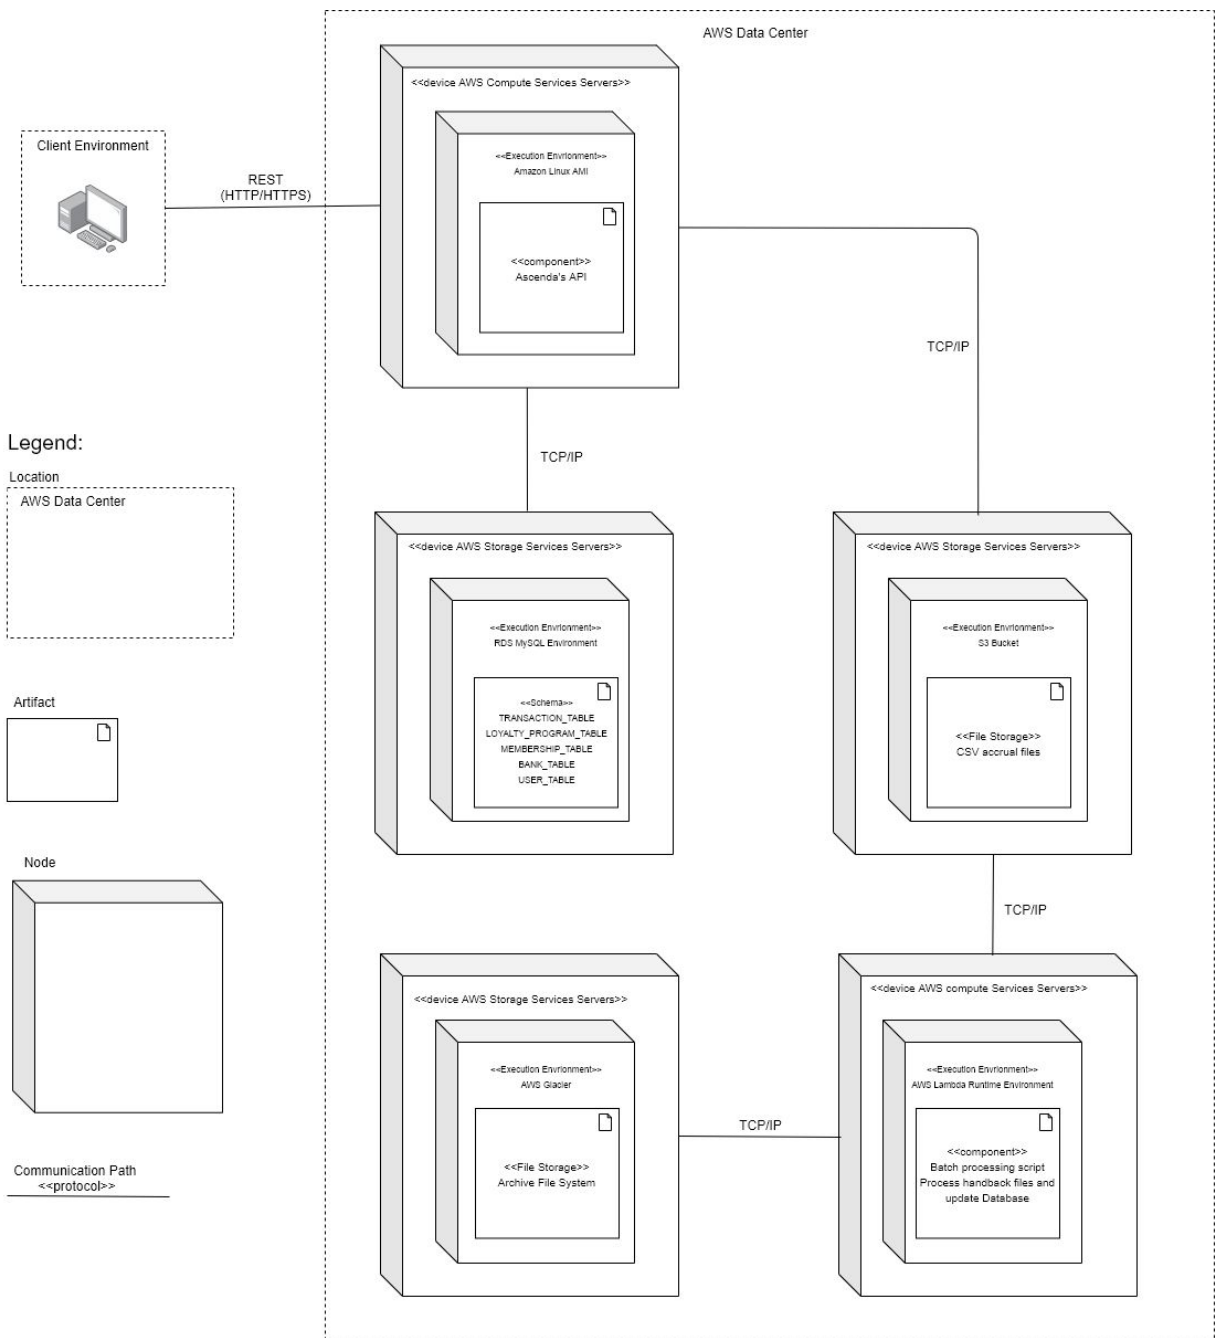 AWS Data Center
<<device AWS Compute Services Servers>>
Client Environment
<<Execution Envrionment>>
Amazon Linux AMI
REST
(HTTP/HTTPS)
<<component>>
Ascenda's API
TCP/IP
TCP/IP
Legend:
Location
AWS Data Center
<<device AWS Storage Services Servers>>
<<Execution Envrionment>>
RDS MySQL Environment
<<Schema>>
TRANSACTION_TABLE
LOYALTY_PROGRAM_TABLE
MEMBERSHIP_TABLE
BANK_TABLE
USER_TABLE
<<device AWS Storage Services Servers>>
<<Execution Envrionment>>
S3 Bucket
<<File Storage>>
CSV accrual files
Artifact
Node
TCP/IP
<<device AWS Storage Services Servers>>
<<Execution Envrionment>>
AWS Glacier
<<File Storage>>
Archive File System
TCP/IP
<<device AWS compute Services Servers>>
<<Execution Envrionment>>
AWS Lambda Runtime Environment
<<component>>
Batch processing script
Process handback files and
update Database
Communication Path
<<protocol>>